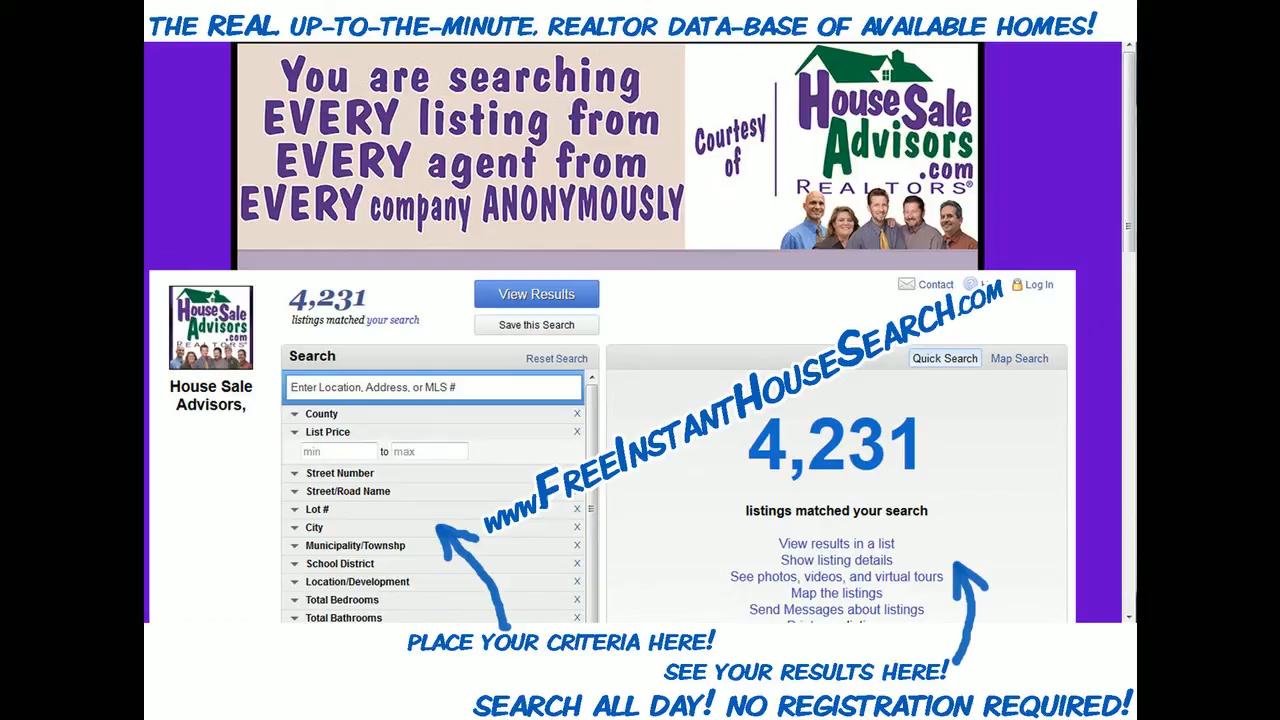 THE REAL, UP-TO-THE-MINUTE, REALTOR DATA-BASE OF AVAILABLE HOMES!
You are searching
EVERY listing from
EVERY agent from
EVERY company ANONYMOUSLY
Courtesy
of
HouseSale
Advisors
.com
REALTORS®
4,231
listings matched your search
View Results
Save this Search
Contact
Log In
House Sale
Advisors
.com
REALTORS
House Sale
Advisors,
Search
Reset Search
Quick Search
Map Search
Enter Location, Address, or MLS #
County X
List Price X
min to max
Street Number
Street/Road Name
Lot # X
City X
Municipality/Townshp X
School District X
Location/Development X
Total Bedrooms X
Total Bathrooms X
www.FreeInstantHouseSearch.com
4,231
listings matched your search
View results in a list
Show listing details
See photos, videos, and virtual tours
Map the listings
Send Messages about listings
PLACE YOUR CRITERIA HERE!
SEE YOUR RESULTS HERE!
SEARCH ALL DAY! NO REGISTRATION REQUIRED!